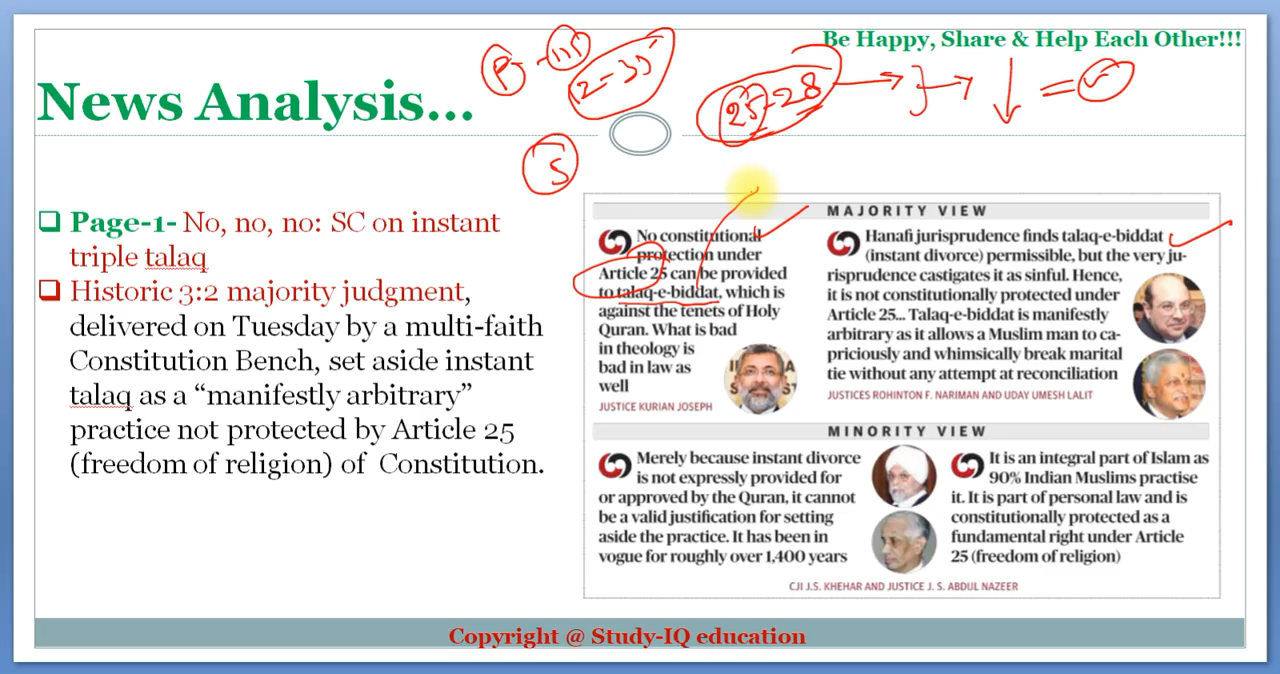 Be Happy, Share & Help Each Other!!!
News Analysis...
12-35
25-28
S
Page-1- No, no, no: SC on instant
triple talaq
Historic 3:2 majority judgment,
delivered on Tuesday by a multi-faith
Constitution Bench, set aside instant
talaq as a “manifestly arbitrary”
practice not protected by Article 25
(freedom of religion) of Constitution.
MAJORITY VIEW
No constitutional
protection under
Article 25 can be provided
to talaq-e-biddat, which is
against the tenets of Holy
Quran. What is bad
in theology is
bad in law as
well
JUSTICE KURIAN JOSEPH
Hanafi jurisprudence finds talaq-e-biddat
(instant divorce) permissible, but the very ju-
risprudence castigates it as sinful. Hence,
it is not constitutionally protected under
Article 25... Talaq-e-biddat is manifestly
arbitrary as it allows a Muslim man to ca-
priciously and whimsically break marital
tie without any attempt at reconciliation
JUSTICES ROHINTON F. NARIMAN AND UDAY UMESH LALIT
MINORITY VIEW
Merely because instant divorce
is not expressly provided for
or approved by the Quran, it cannot
be a valid justification for setting
aside the practice. It has been in
vogue for roughly over 1,400 years
It is an integral part of Islam as
90% Indian Muslims practise
it. It is part of personal law and is
constitutionally protected as a
fundamental right under Article
25 (freedom of religion)
CJI J.S. KHEHAR AND JUSTICE J. S. ABDUL NAZEER
Copyright @ Study-IQ education